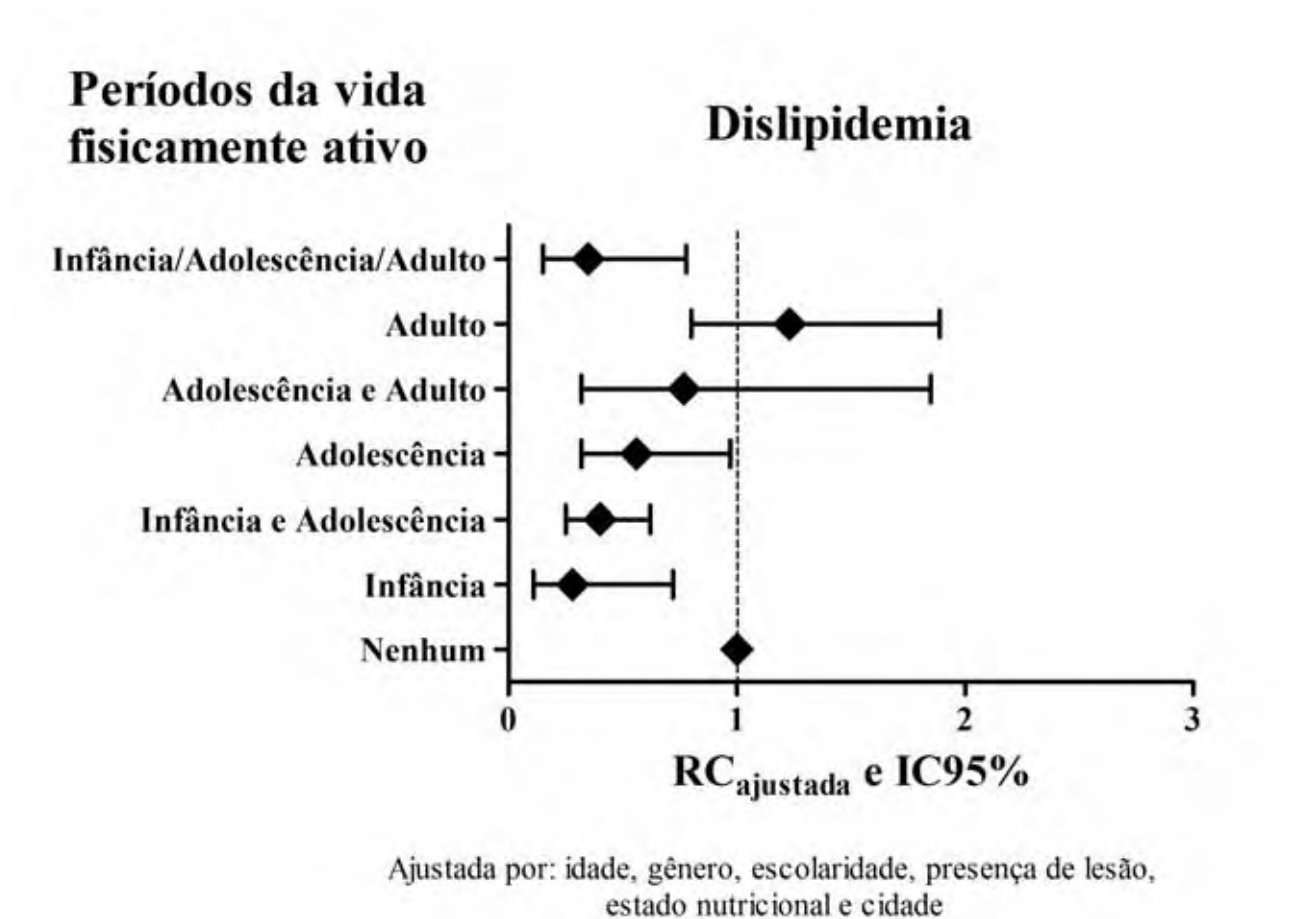 Períodos da vida
fisicamente ativo
Dislipidemia
Infância/Adolescência/Adulto
Adulto
Adolescência e Adulto
Adolescência
Infância e Adolescência
Infância
Nenhum
0 1 2 3
RCajustada e IC95%
Ajustada por: idade, gênero, escolaridade, presença de lesão,
estado nutricional e cidade